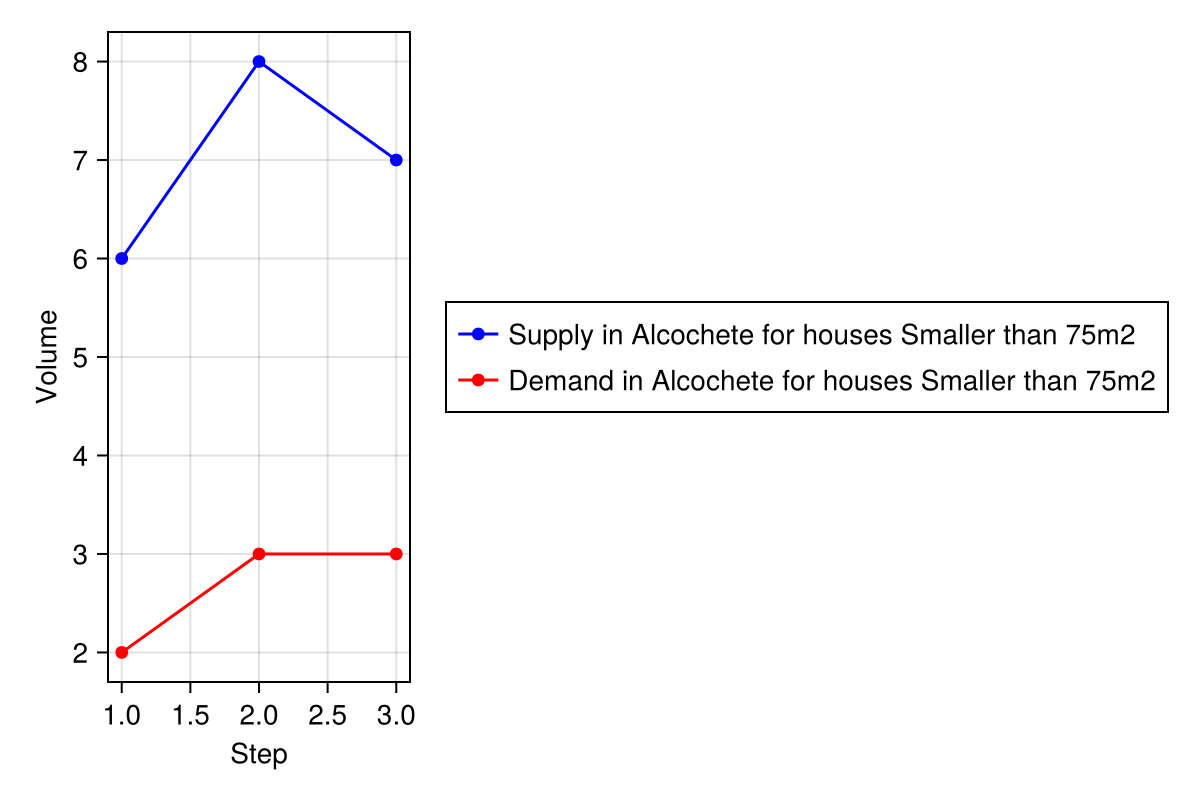 8
7
6
5
4
3
2
Volume
1.0 1.5 2.0 2.5 3.0
Step
Supply in Alcochete for houses Smaller than 75m2
Demand in Alcochete for houses Smaller than 75m2